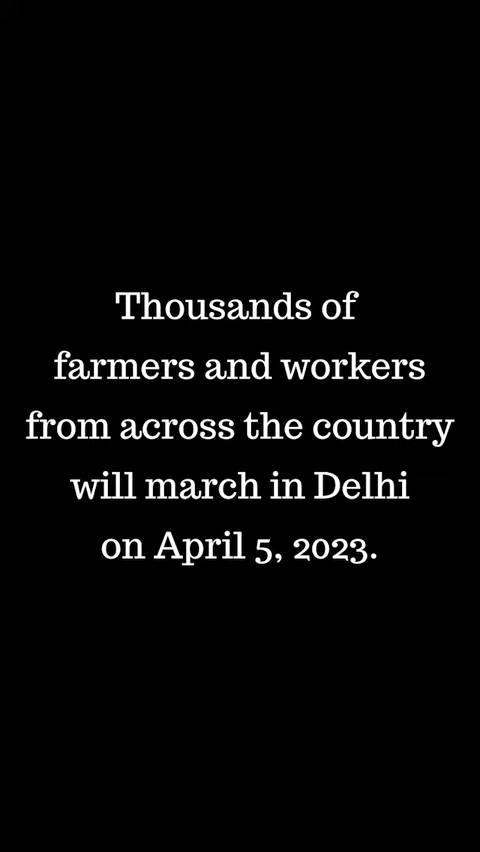 Thousands of
farmers and workers
from across the country
will march in Delhi
on April 5, 2023.